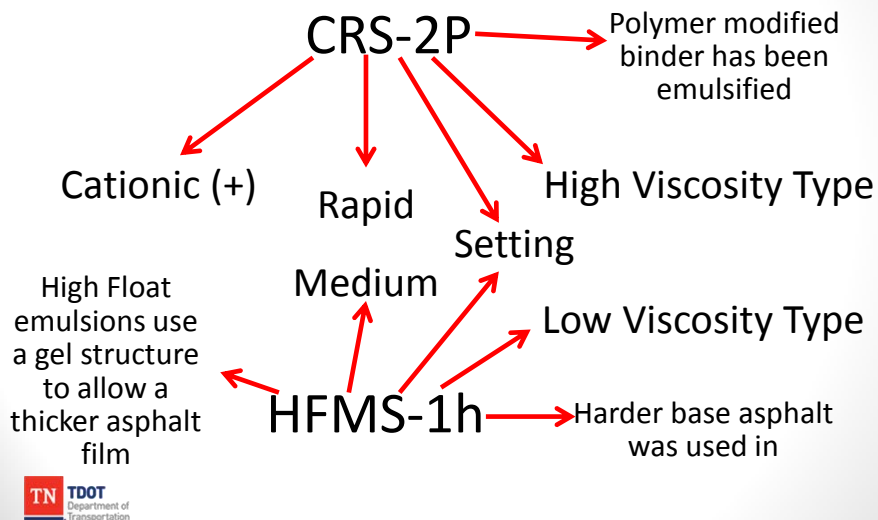 CRS-2P
Polymer modified
binder has been
emulsified
Cationic (+)
Rapid
High Viscosity Type
Setting
Medium
High Float
emulsions use
a gel structure
to allow a
thicker asphalt
film
Low Viscosity Type
HFMS-1h
Harder base asphalt
was used in
TN
TDOT
Department of
Transportation